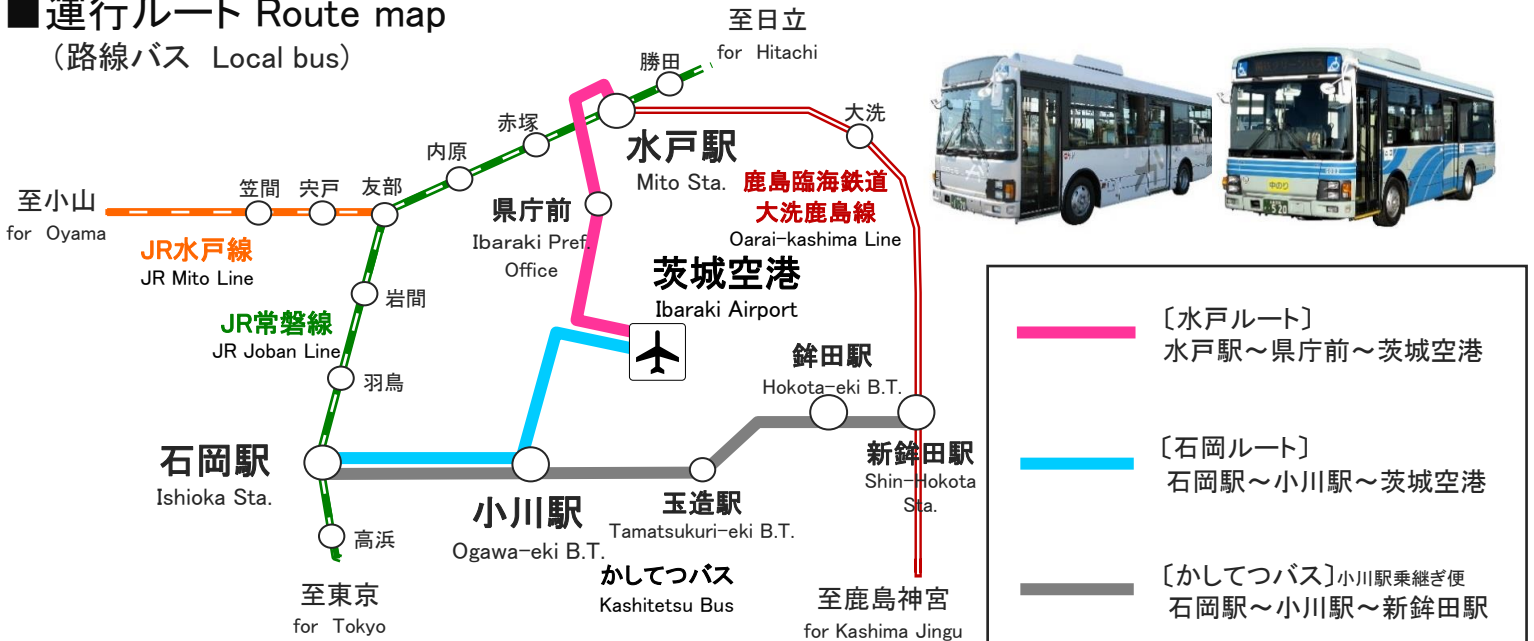 ■運行ルート Route map
（路線バス Local bus）
至日立
for Hitachi
勝田
赤塚
内原
水戸駅
Mito Sta.
大洗
鹿島臨海鉄道
大洗鹿島線
Oarai-kashima Line
至小山
for Oyama
笠間
宍戸
友部
JR水戸線
JR Mito Line
県庁前
Ibaraki Pref.
Office
茨城空港
Ibaraki Airport
岩間
JR常磐線
JR Joban Line
羽鳥
鉾田駅
Hokota-eki B.T.
石岡駅
Ishioka Sta.
新鉾田駅
Shin-Hokota
Sta.
小川駅
Ogawa-eki B.T.
玉造駅
Tamatsukuri-eki B.T.
高浜
かしてつバス
Kashitetsu Bus
至東京
for Tokyo
至鹿島神宮
for Kashima Jingu
中のり
520
〔水戸ルート〕
水戸駅～県庁前～茨城空港
〔石岡ルート〕
石岡駅～小川駅～茨城空港
〔かしてつバス〕小川駅乗継ぎ便
石岡駅～小川駅～新鉾田駅